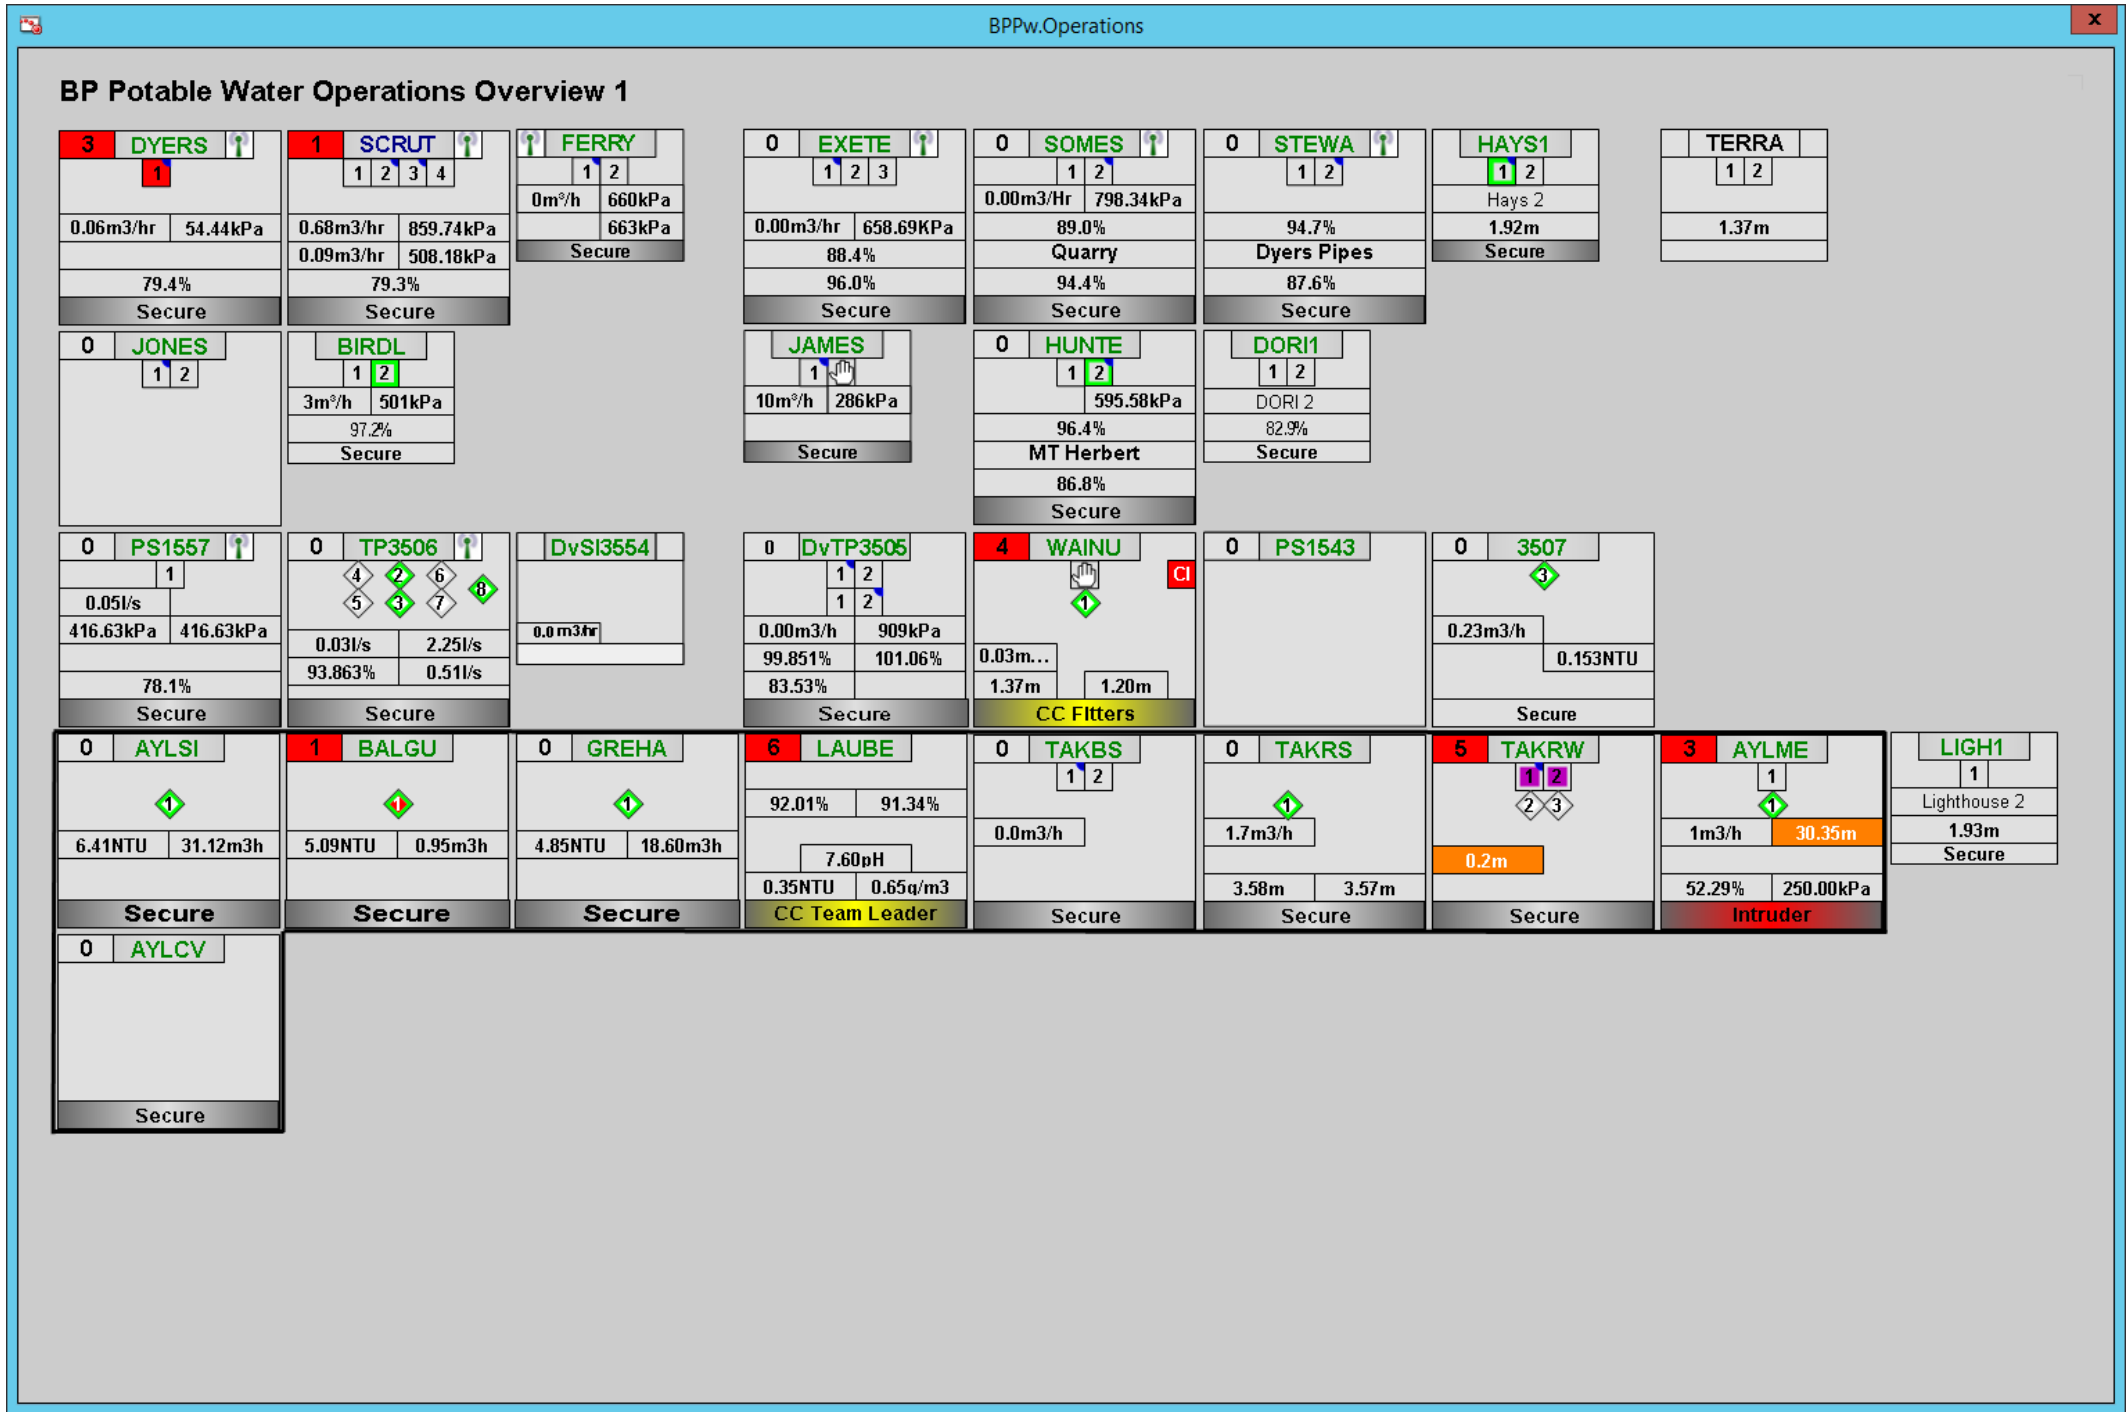 BPPw.Operations
x
BP Potable Water Operations Overview 1
3 DYERS
1
0.06m3/hr 54.44kPa
79.4%
Secure
1 SCRUT
1 2 3 4
0.68m3/hr 859.74kPa
0.09m3/hr 508.18kPa
79.3%
Secure
FERRY
1 2
0m³/h 660kPa
663kPa
Secure
0 EXETE
1 2 3
0.00m3/hr 658.69KPa
88.4%
96.0%
Secure
0 SOMES
1 2
0.00m3/Hr 798.34kPa
89.0%
Quarry
94.4%
Secure
0 STEWA
1 2
94.7%
Dyers Pipes
87.6%
Secure
HAYS1
1 2
Hays 2
1.92m
Secure
TERRA
1 2
1.37m
0 JONES
1 2
BIRDL
1 2
3m³/h 501kPa
97.2%
Secure
JAMES
1
10m³/h 286kPa
Secure
0 HUNTE
1 2
595.58kPa
96.4%
MT Herbert
86.8%
Secure
DORI1
1 2
DORI 2
82.9%
Secure
0 PS1557
1
0.05l/s
416.63kPa 416.63kPa
78.1%
Secure
0 TP3506
4 2 6 8
5 3 7
0.03l/s 2.25l/s
93.863% 0.51l/s
Secure
DvSI3554
0.0 m3/hr
0 DvTP3505
1 2
1 2
0.00m3/h 909kPa
99.851% 101.06%
83.53%
Secure
4 WAINU
Cl
1
0.03m...
1.37m 1.20m
CC FItters
0 PS1543
0 3507
3
0.23m3/h
0.153NTU
Secure
0 AYLSI
1
6.41NTU 31.12m3h
Secure
1 BALGU
1
5.09NTU 0.95m3h
Secure
0 GREHA
1
4.85NTU 18.60m3h
Secure
6 LAUBE
92.01% 91.34%
7.60pH
0.35NTU 0.65g/m3
CC Team Leader
0 TAKBS
1 2
0.0m3/h
Secure
0 TAKRS
1
1.7m3/h
3.58m 3.57m
Secure
5 TAKRW
1 2
2 3
0.2m
Secure
3 AYLME
1
1
1m3/h 30.35m
52.29% 250.00kPa
Intruder
LIGH1
1
Lighthouse 2
1.93m
Secure
0 AYLCV
Secure